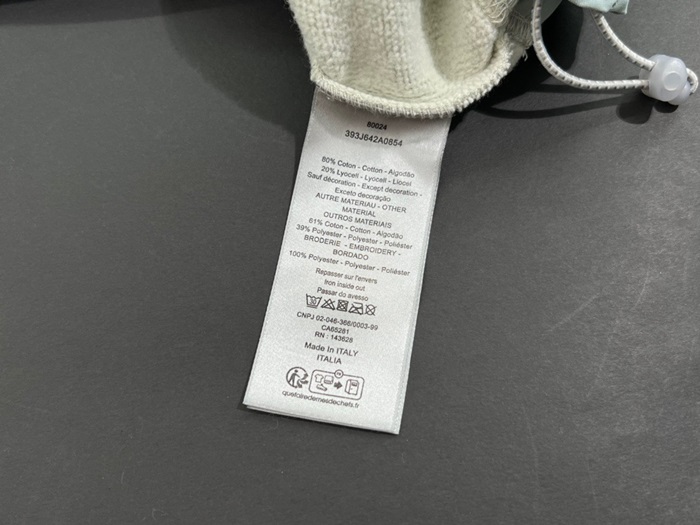 60024
393J642A0854
80% Coton - Cotton - Algodão
20% Lyocell - Lyocell - Liocel
Sauf décoration - Except decoration -
Exceto decoração
AUTRE MATERIAU - OTHER
MATERIAL
OUTROS MATERIAIS
61% Coton - Cotton - Algodão
39% Polyester - Polyester - Poliéster
BRODERIE - EMBROIDERY -
BORDADO
100% Polyester - Polyester - Poliéster
Repasser sur l'envers
Iron inside out
Passar do avesso
CNPJ 02-046-366/0003-99
CA65281
RN : 143628
Made In ITALY
ITALIA
quefairedemesdechets.fr